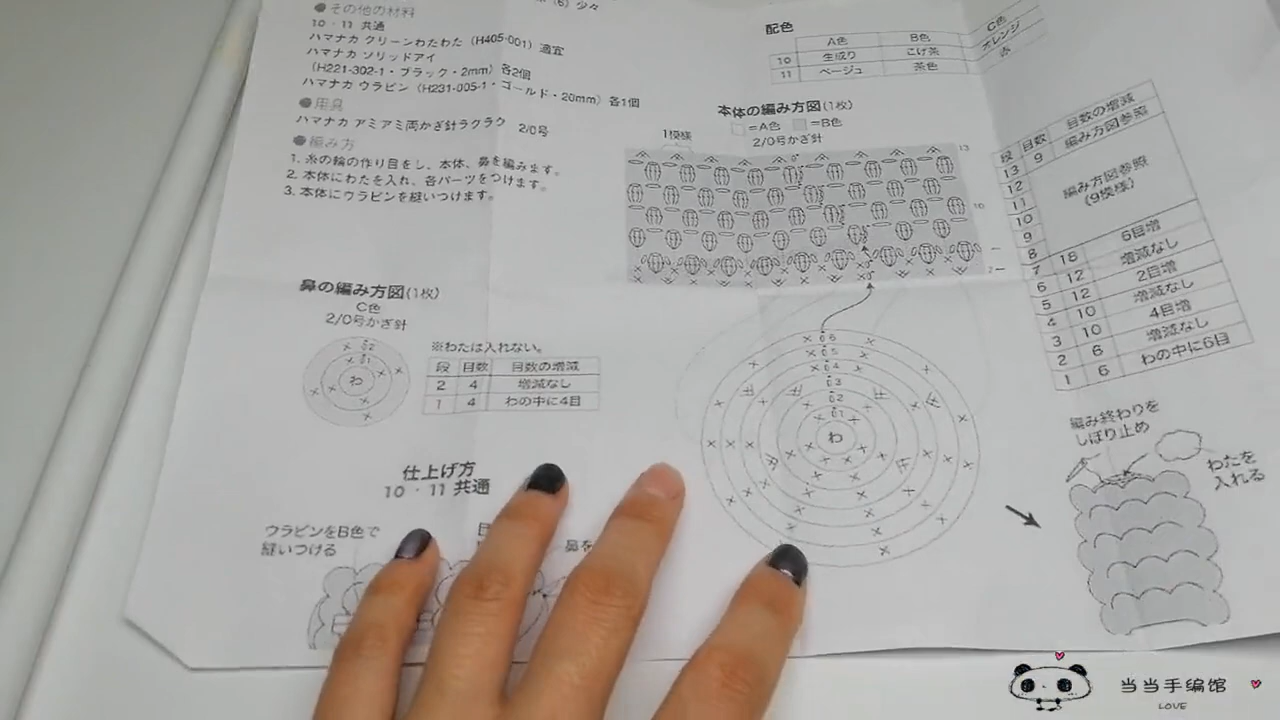 その他の材料
10・11 共通
ハマナカ クリーンわたわた（H405-001）適宜
ハマナカ ソリッドアイ
（H221-302-1・ブラック・2mm）各2個
ハマナカ ウラピン（H231-005-1・ゴールド・20mm）各1個
用具
ハマナカ アミアミ両かぎ針ラクラク 2/0号
編み方
1. 糸の輪の作り目をし、本体、鼻を編みます。
2. 本体にわたを入れ、各パーツをつけます。
3. 本体にウラピンを縫いつけます。
（6）少々
配色
A色 B色 C色
10 生成り こげ茶 オレンジ
11 ベージュ 茶色 赤
本体の編み方図(1枚)
=A色 =B色
2/0号かぎ針
1模様
13
10
7
段 目数 目数の増減
13 9 編み方図参照
12
11
10
9
8
編み方図参照
(9模様)
7 18 6目増
6 12 増減なし
5 12 2目増
4 10 増減なし
3 10 4目増
2 6 増減なし
1 6 わの中に6目
鼻の編み方図(1枚)
C色
2/0号かぎ針
2
1
わ
※わたは入れない。
段 目数 目数の増減
2 4 増減なし
1 4 わの中に4目
6
5
4
3
2
1
わ
編み終わりを
しぼり止め
わたを
入れる
仕上げ方
10・11 共通
ウラピンをB色で
縫いつける
目
鼻を
当当手编馆
LOVE